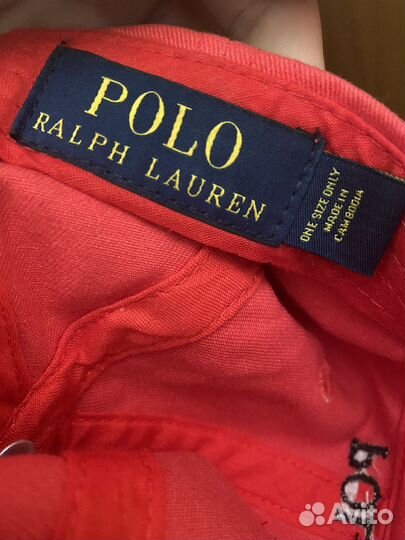 POLO
RALPH LAUREN
ONE SIZE ONLY
MADE IN
CAMBODIA
Avito